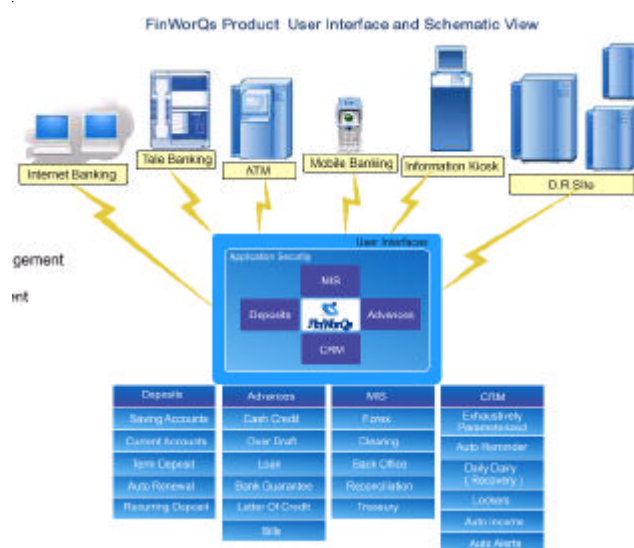 FinWorQs Product User Interface and Schematic View
Internet Banking
Tale Banking
ATM
Mobile Banking
Information Kiosk
D.R.Site
gement
ent
User Interfaces
Application Security
MIS
Deposits
FinWorQs
Advances
CRM
Deposits
Saving Accounts
Current Accounts
Term Deposit
Auto Renewal
Recurring Deposit
Advances
Cash Credit
Over Draft
Loan
Bank Guarantee
Letter Of Credit
Bills
MIS
Forex
Clearing
Back Office
Reconciliation
Treasury
CRM
Exhaustively
Parameterized
Auto Reminder
Daily Dairy
( Recovery )
Lockers
Auto Income
Auto Alerts